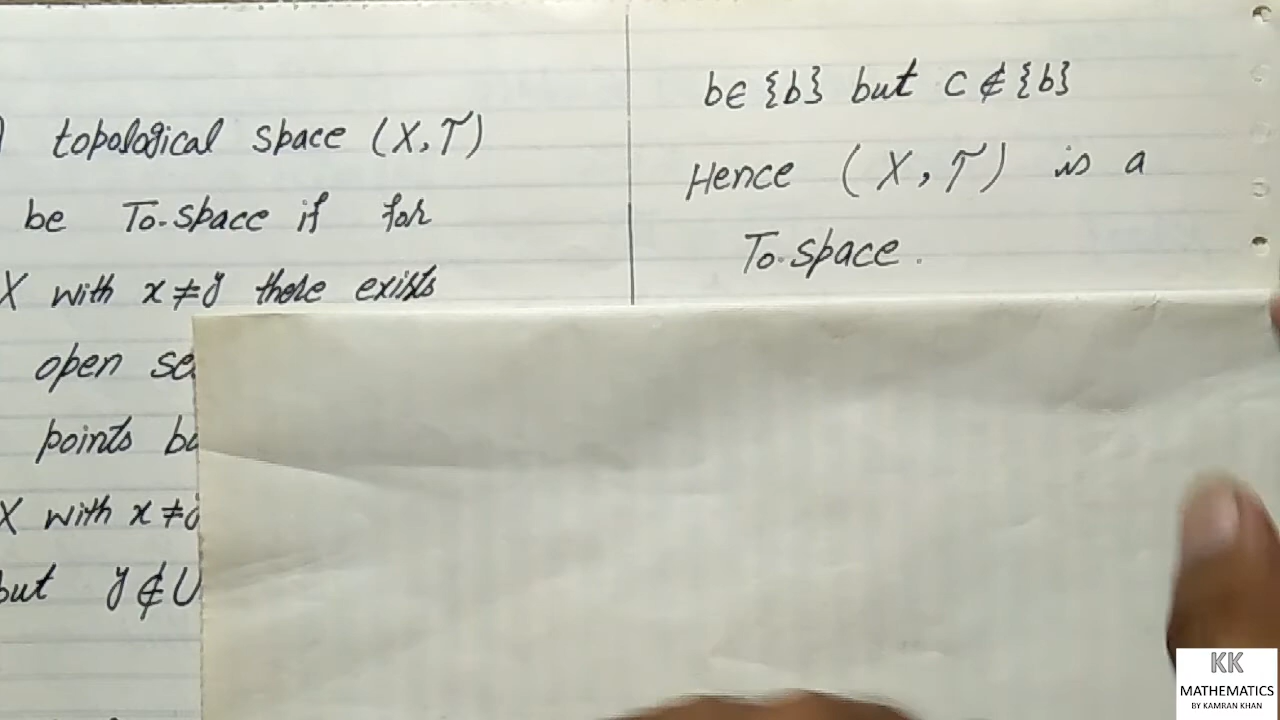 topological space (X,τ)
be To-space if for
X with x≠y there exists
open se
points bu
X with x≠y
but y∉U
b∈{b} but c∉{b}
Hence (X,τ) is a
To-space.
KK
MATHEMATICS
BY KAMRAN KHAN